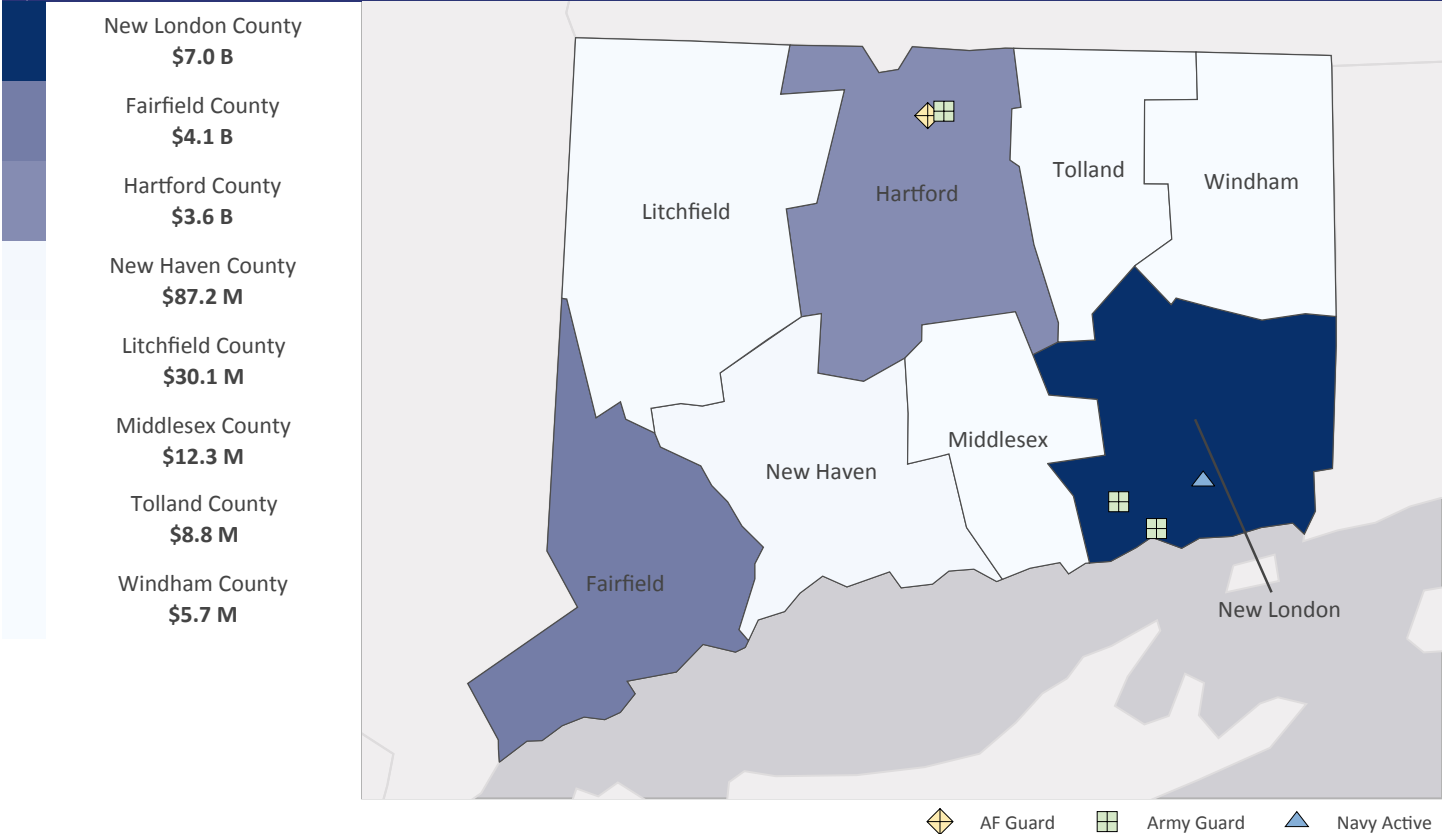 New London County
$7.0 B
Fairfield County
$4.1 B
Hartford County
$3.6 B
New Haven County
$87.2 M
Litchfield County
$30.1 M
Middlesex County
$12.3 M
Tolland County
$8.8 M
Windham County
$5.7 M
Litchfield
Hartford
Tolland
Windham
Middlesex
New Haven
Fairfield
New London
AF Guard
Army Guard
Navy Active